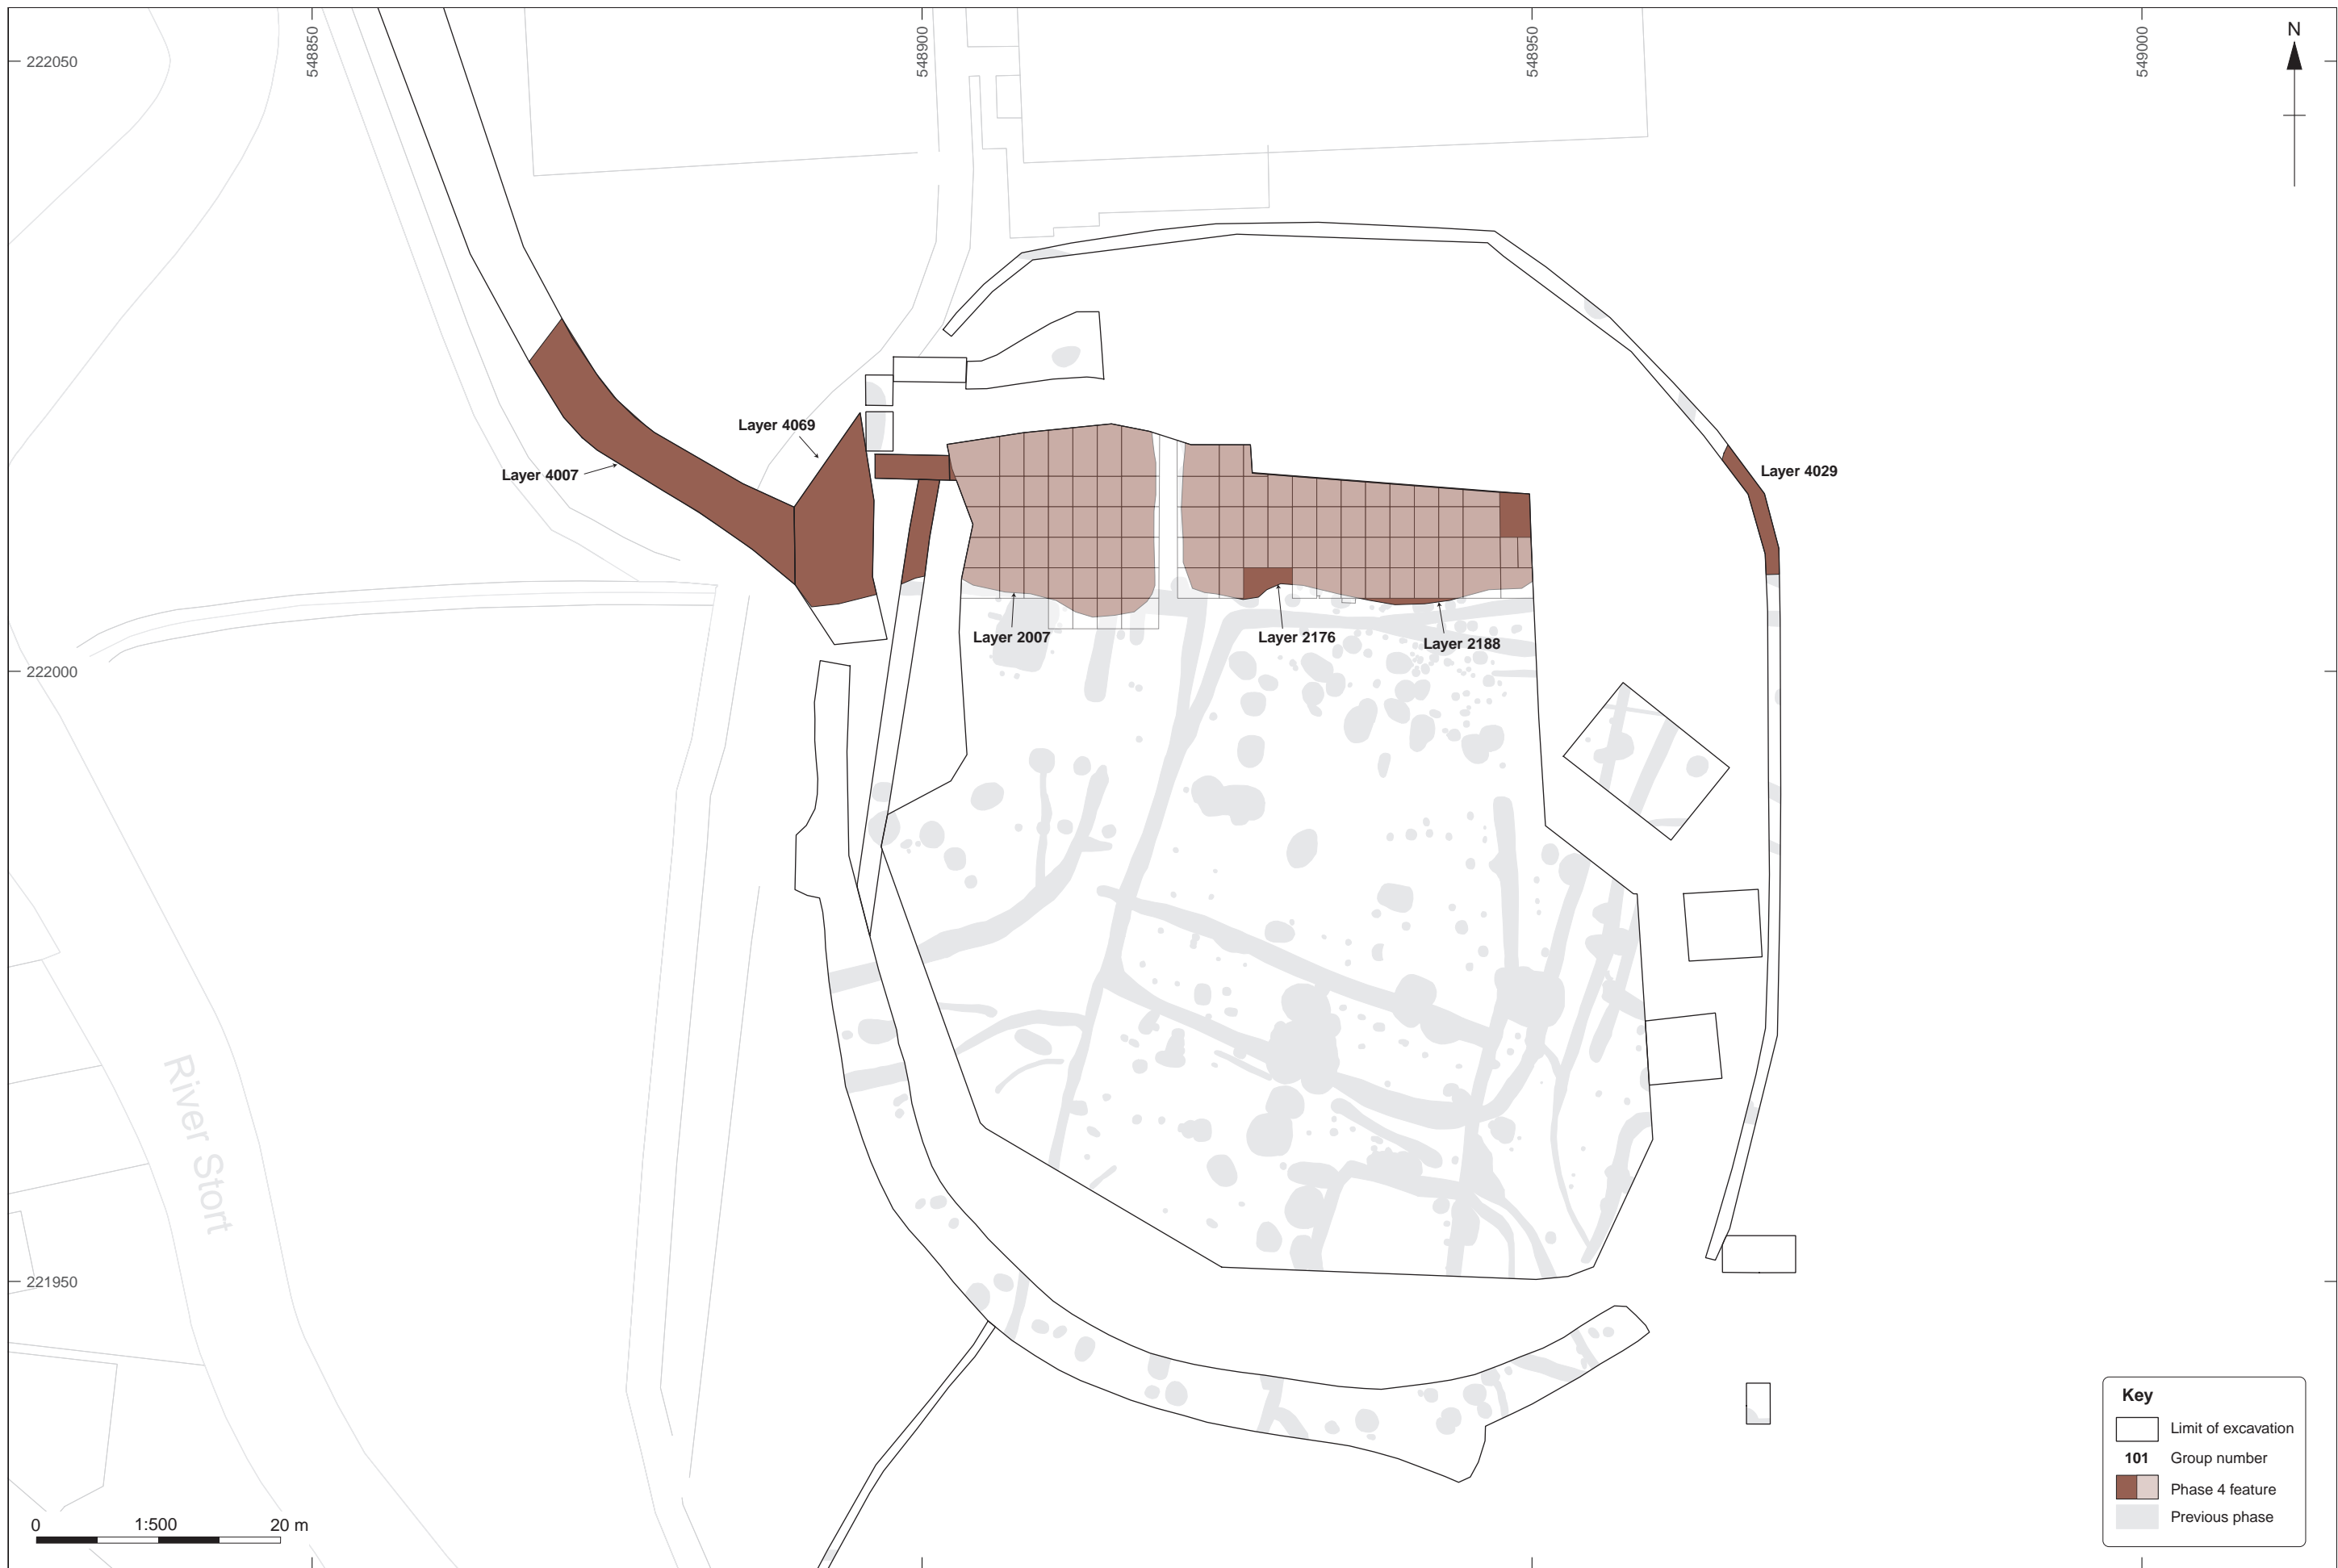 548850
548900
548950
549000
N
222050
Layer 4069
Layer 4007
Layer 4029
Layer 2007
Layer 2176
Layer 2188
222000
River Stort
221950
Key
Limit of excavation
101 Group number
Phase 4 feature
Previous phase
0 1:500 20 m